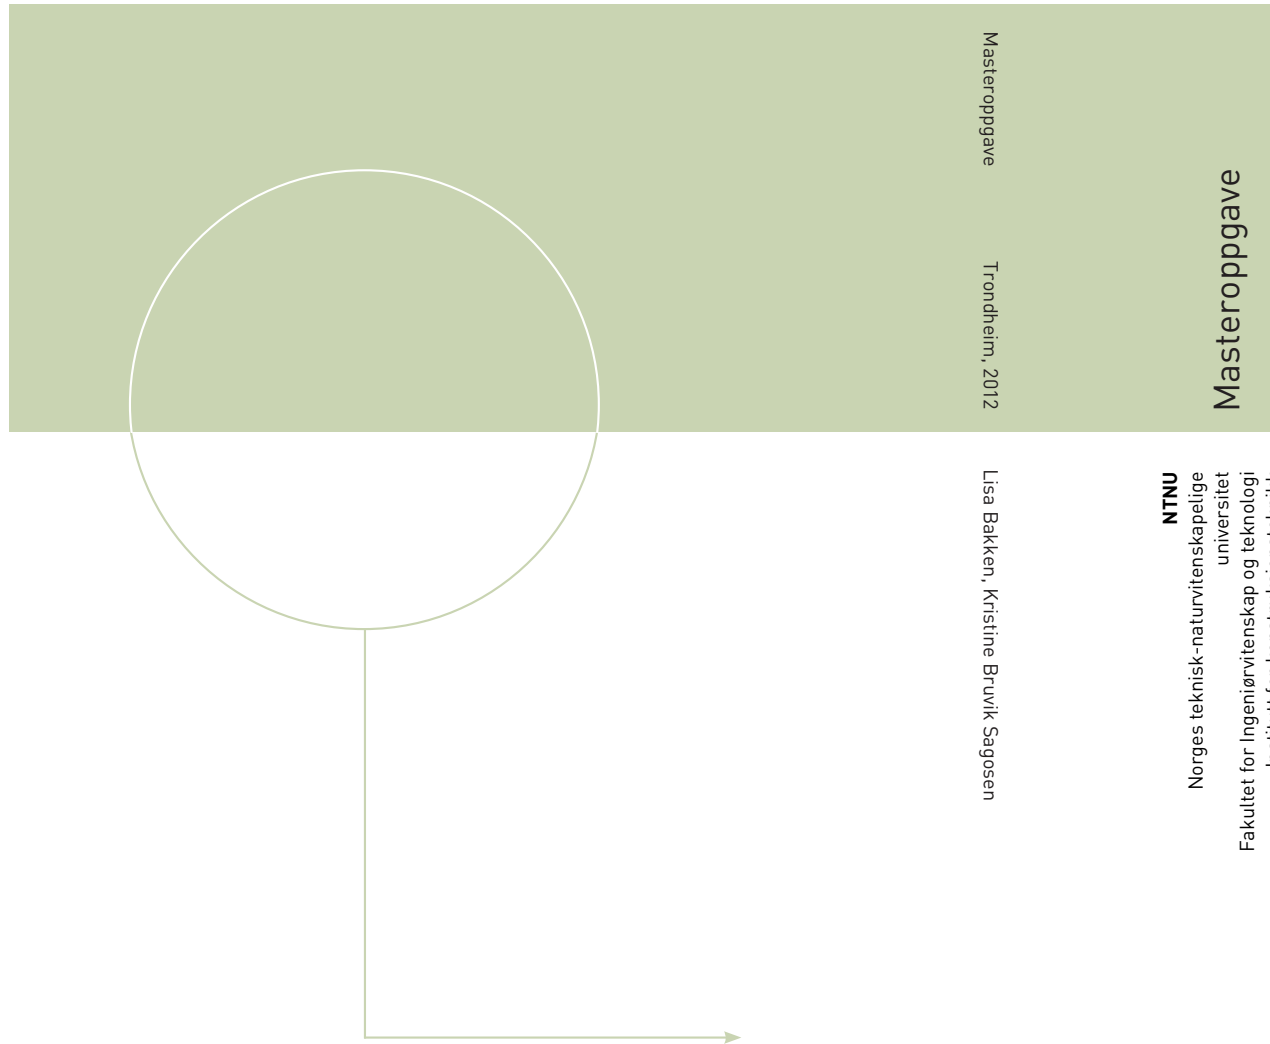 Masteroppgave
Trondheim, 2012
Lisa Bakken, Kristine Bruvik Sagosen
Masteroppgave
NTNU
Norges teknisk-naturvitenskapelige
universitet
Fakultet for Ingeniørvitenskap og teknologi